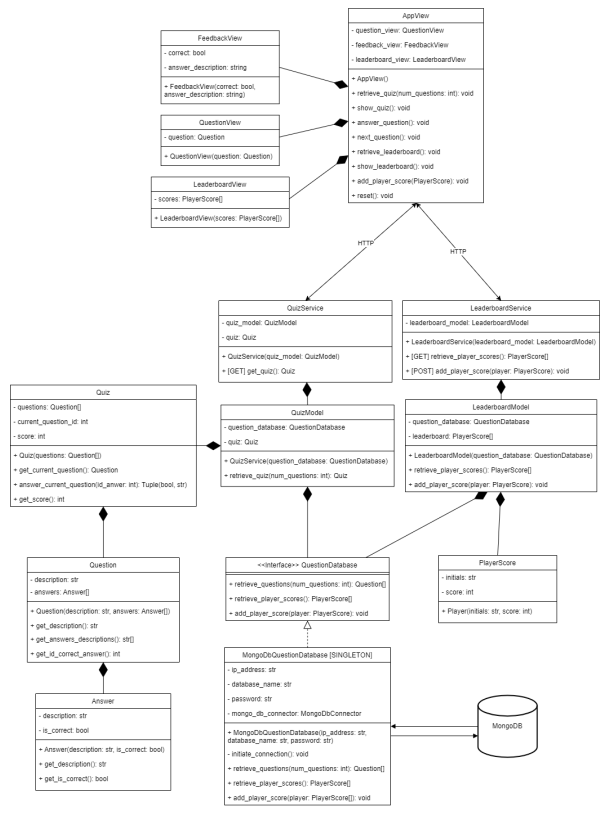 AppView
- question_view: QuestionView
- feedback_view: FeedbackView
- leaderboard_view: LeaderboardView
+ AppView()
+ retrieve_quiz(num_questions: int): void
+ show_quiz(): void
+ answer_question(): void
+ next_question(): void
+ retrieve_leaderboard(): void
+ show_leaderboard(): void
+ add_player_score(PlayerScore): void
+ reset(): void
FeedbackView
- correct: bool
- answer_description: string
+ FeedbackView(correct: bool,
answer_description: string)
QuestionView
- question: Question
+ QuestionView(question: Question)
LeaderboardView
- scores: PlayerScore[]
+ LeaderboardView(scores: PlayerScore[])
HTTP
HTTP
QuizService
- quiz_model: QuizModel
- quiz: Quiz
+ QuizService(quiz_model: QuizModel)
+ [GET] get_quiz(): Quiz
LeaderboardService
- leaderboard_model: LeaderboardModel
+ LeaderboardService(leaderboard_model: LeaderboardModel)
+ [GET] retrieve_player_scores(): PlayerScore[]
+ [POST] add_player_score(player: PlayerScore): void
Quiz
- questions: Question[]
- current_question_id: int
- score: int
+ Quiz(questions: Question[])
+ get_current_question(): Question
+ answer_current_question(id_anwer: int): Tuple(bool, str)
+ get_score(): int
QuizModel
- question_database: QuestionDatabase
- quiz: Quiz
+ QuizService(question_database: QuestionDatabase)
+ retrieve_quiz(num_questions: int): Quiz
LeaderboardModel
- question_database: QuestionDatabase
- leaderboard: PlayerScore[]
+ LeaderboardModel(question_database: QuestionDatabase)
+ retrieve_player_scores(): PlayerScore[]
+ add_player_score(player: PlayerScore): void
Question
- description: str
- answers: Answer[]
+ Question(description: str, answers: Answer[])
+ get_description(): str
+ get_answers_descriptions(): str[]
+ get_id_correct_answer(): int
<<Interface>> QuestionDatabase
+ retrieve_questions(num_questions: int): Question[]
+ retrieve_player_scores(): PlayerScore[]
+ add_player_score(player: PlayerScore): void
PlayerScore
- initials: str
- score: int
+ Player(initials: str, score: int)
Answer
- description: str
- is_correct: bool
+ Answer(description: str, is_correct: bool)
+ get_description(): str
+ get_is_correct(): bool
MongoDbQuestionDatabase [SINGLETON]
- ip_address: str
- database_name: str
- password: str
- mongo_db_connector: MongoDbConnector
+ MongoDbQuestionDatabase(ip_address: str,
database_name: str, password: str)
- initiate_connection(): void
+ retrieve_questions(num_questions: int): Question[]
+ retrieve_player_scores(): PlayerScore[]
+ add_player_score(player: PlayerScore[]): void
MongoDB